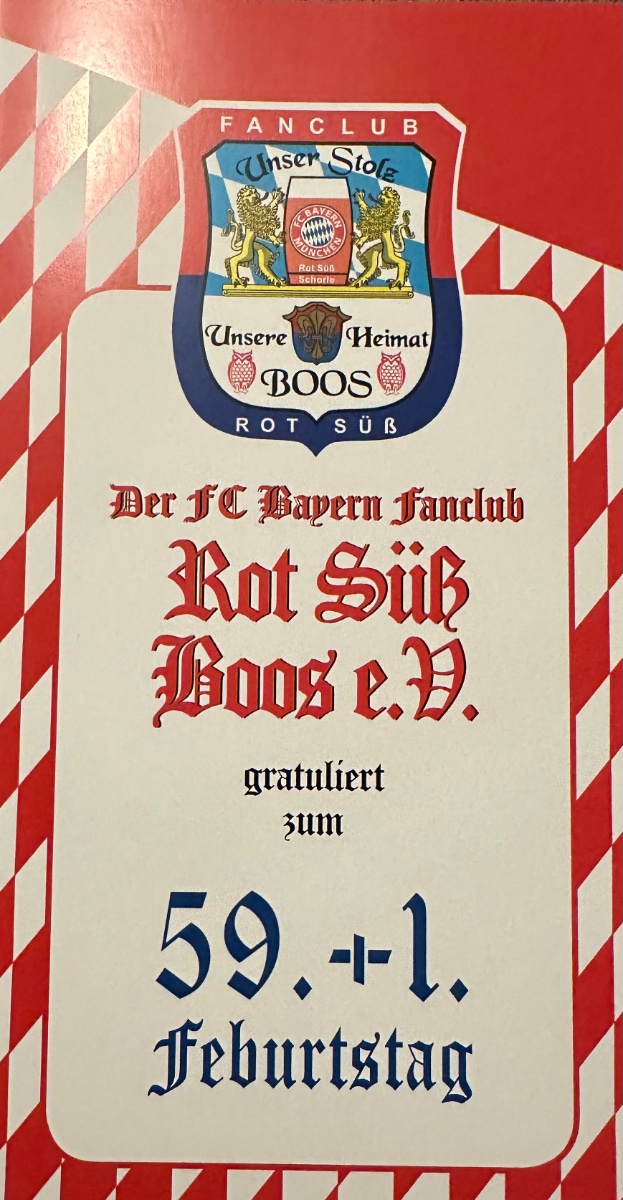 FANCLUB
Unser Stolz
FC BAYERN
MÜNCHEN
Rot Süß
Schorle
Unsere Heimat
BOOS
ROT SÜß
Der FC Bayern Fanclub
Rot Süß
Boos e.V.
gratuliert
zum
59.+1.
Feburtstag